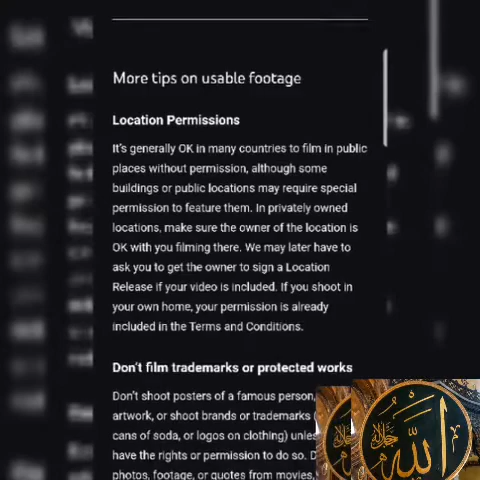 More tips on usable footage
Location Permissions
It's generally OK in many countries to film in public
places without permission, although some
buildings or public locations may require special
permission to feature them. In privately owned
locations, make sure the owner of the location is
OK with you filming there. We may later have to
ask you to get the owner to sign a Location
Release if your video is included. If you shoot in
your own home, your permission is already
included in the Terms and Conditions.
Don't film trademarks or protected works
Don't shoot posters of a famous person,
artwork, or shoot brands or trademarks (
cans of soda, or logos on clothing)
have the rights or permission to do so.
photos, footage, or quotes from movies,
الله
جل جلاله